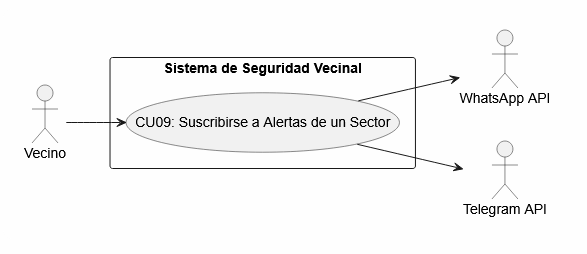 Sistema de Seguridad Vecinal
WhatsApp API
CU09: Suscribirse a Alertas de un Sector
Vecino
Telegram API